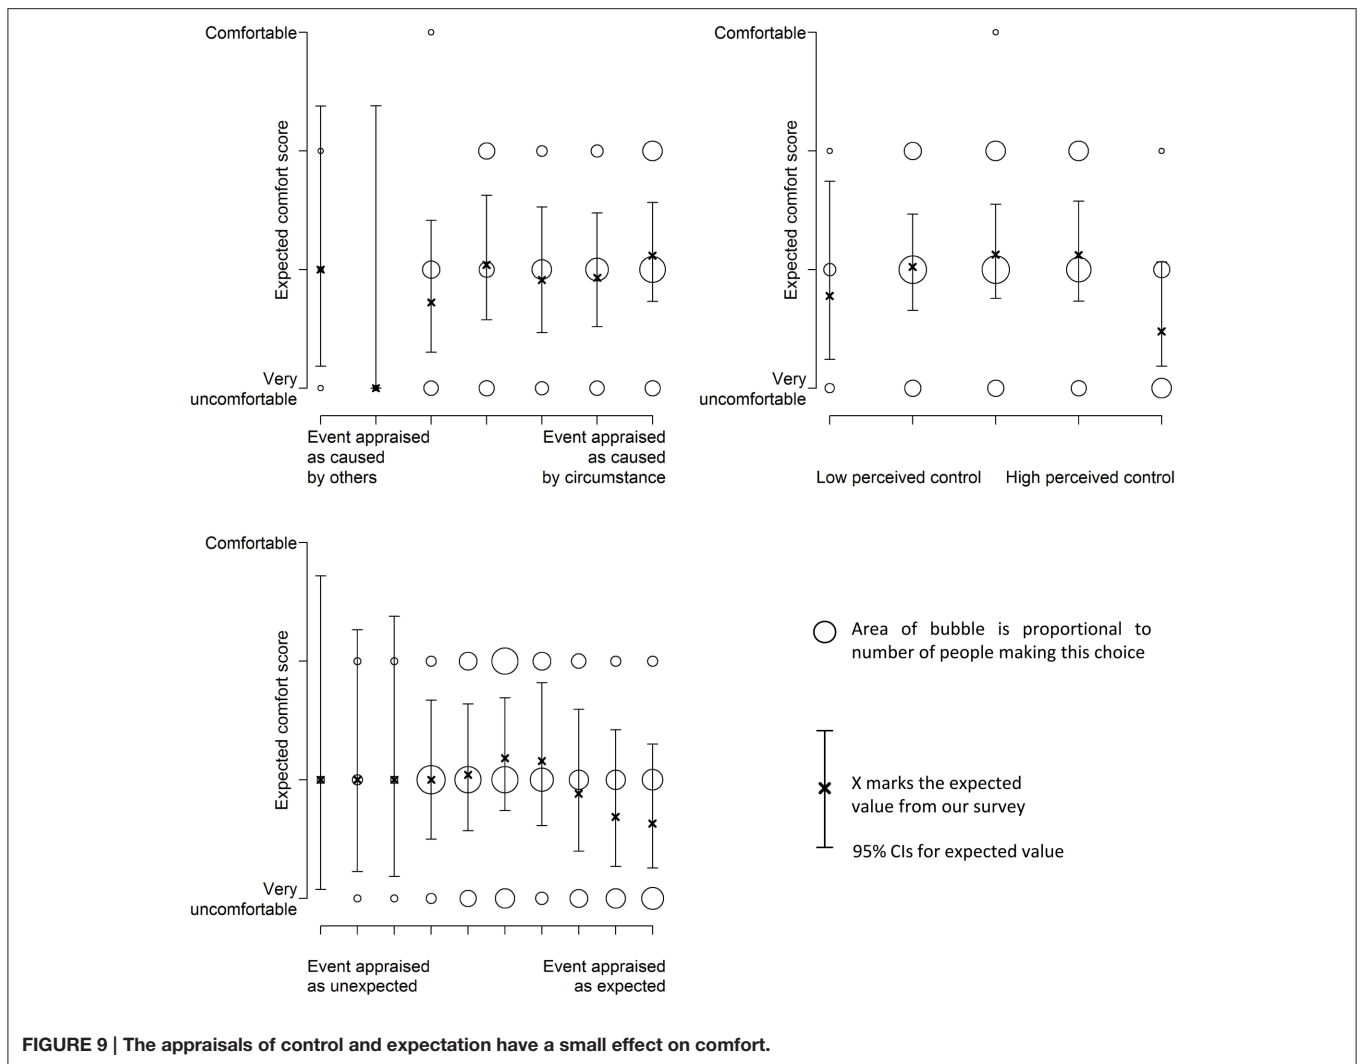 Comfortable
Expected comfort score
Very
uncomfortable
Event appraised
as caused
by others
Event appraised
as caused
by circumstance
Comfortable
Expected comfort score
Very
uncomfortable
Low perceived control
High perceived control
Comfortable
Expected comfort score
Very
uncomfortable
Event appraised
as unexpected
Event appraised
as expected
Area of bubble is proportional to
number of people making this choice
X marks the expected
value from our survey
95% CIs for expected value
FIGURE 9 | The appraisals of control and expectation have a small effect on comfort.